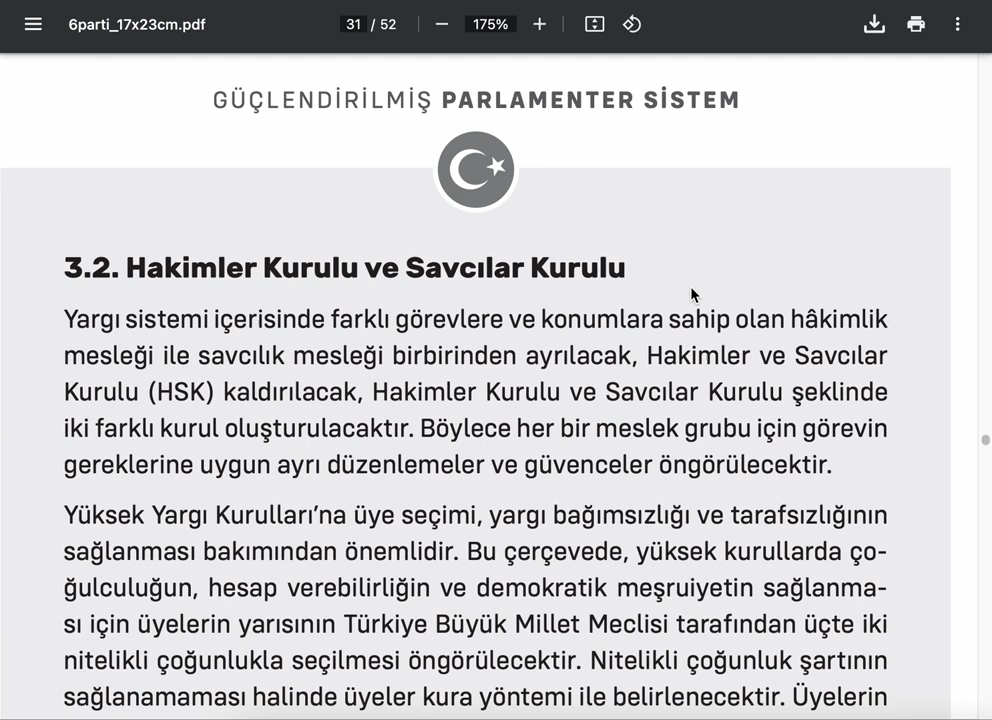 6parti_17x23cm.pdf
31 / 52
175%
GÜÇLENDİRİLMİŞ PARLAMENTER SİSTEM
3.2. Hakimler Kurulu ve Savcılar Kurulu
Yargı sistemi içerisinde farklı görevlere ve konumlara sahip olan hâkimlik
mesleği ile savcılık mesleği birbirinden ayrılacak, Hakimler ve Savcılar
Kurulu (HSK) kaldırılacak, Hakimler Kurulu ve Savcılar Kurulu şeklinde
iki farklı kurul oluşturulacaktır. Böylece her bir meslek grubu için görevin
gereklerine uygun ayrı düzenlemeler ve güvenceler öngörülecektir.
Yüksek Yargı Kurulları’na üye seçimi, yargı bağımsızlığı ve tarafsızlığının
sağlanması bakımından önemlidir. Bu çerçevede, yüksek kurullarda ço-
ğulculuğun, hesap verebilirliğin ve demokratik meşruiyetin sağlanma-
sı için üyelerin yarısının Türkiye Büyük Millet Meclisi tarafından üçte iki
nitelikli çoğunlukla seçilmesi öngörülecektir. Nitelikli çoğunluk şartının
sağlanamaması halinde üyeler kura yöntemi ile belirlenecektir. Üyelerin